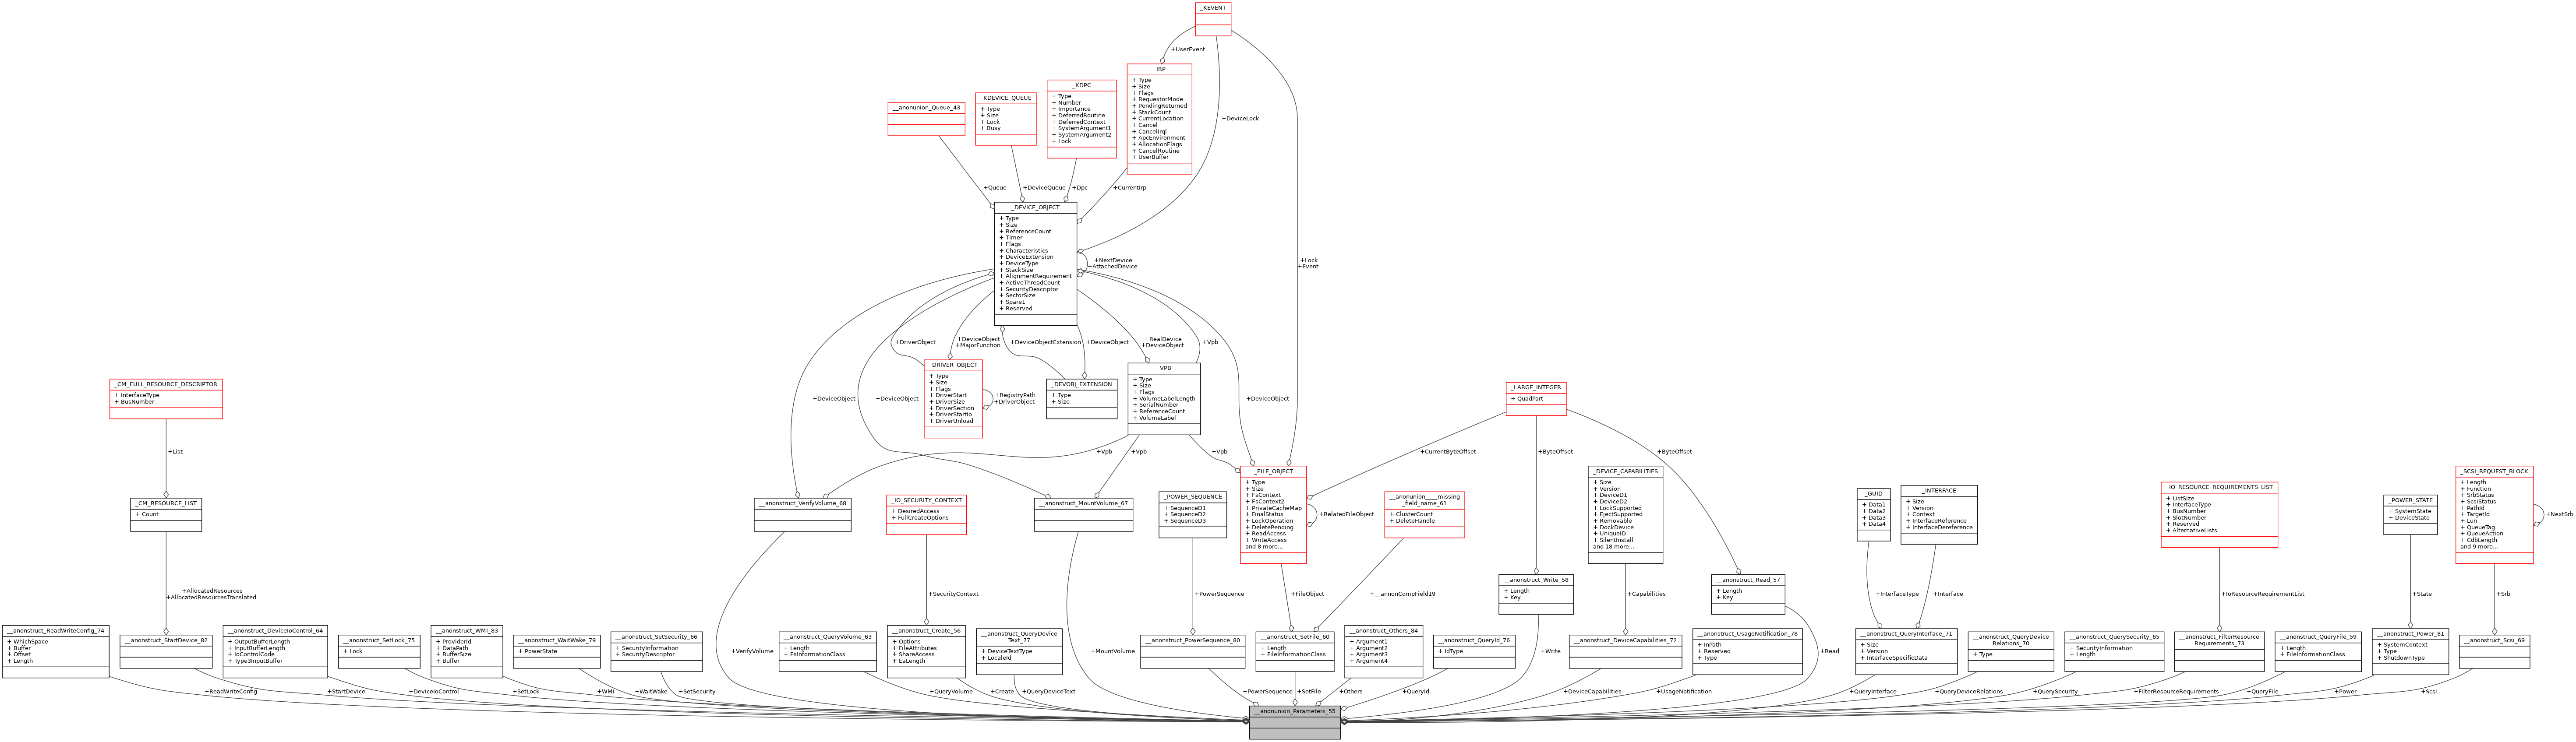 _KEVENT
+UserEvent
_IRP
+ Type
+ Size
+ Flags
+ RequestorMode
+ PendingReturned
+ StackCount
+ CurrentLocation
+ Cancel
+ CancelIrql
+ ApcEnvironment
+ AllocationFlags
+ CancelRoutine
+ UserBuffer
_KDPC
+ Type
+ Number
+ Importance
+ DeferredRoutine
+ DeferredContext
+ SystemArgument1
+ SystemArgument2
+ Lock
_KDEVICE_QUEUE
+ Type
+ Size
+ Lock
+ Busy
__anonunion_Queue_43
+DeviceLock
+Queue
+DeviceQueue
+Dpc
+CurrentIrp
_DEVICE_OBJECT
+ Type
+ Size
+ ReferenceCount
+ Timer
+ Flags
+ Characteristics
+ DeviceExtension
+ DeviceType
+ StackSize
+ AlignmentRequirement
+ ActiveThreadCount
+ SecurityDescriptor
+ SectorSize
+ Spare1
+ Reserved
+NextDevice
+AttachedDevice
+Lock
+Event
+DriverObject
+DeviceObject
+MajorFunction
+DeviceObjectExtension
+DeviceObject
+RealDevice
+DeviceObject
+Vpb
_DRIVER_OBJECT
+ Type
+ Size
+ Flags
+ DriverStart
+ DriverSize
+ DriverSection
+ DriverStartIo
+ DriverUnload
+RegistryPath
+DriverObject
_DEVOBJ_EXTENSION
+ Type
+ Size
_VPB
+ Type
+ Size
+ Flags
+ VolumeLabelLength
+ SerialNumber
+ ReferenceCount
+ VolumeLabel
+DeviceObject
+DeviceObject
+DeviceObject
_CM_FULL_RESOURCE_DESCRIPTOR
+ InterfaceType
+ BusNumber
_LARGE_INTEGER
+ QuadPart
+List
+Vpb
+Vpb
+Vpb
+CurrentByteOffset
+ByteOffset
+ByteOffset
_CM_RESOURCE_LIST
+ Count
__anonstruct_VerifyVolume_68
_IO_SECURITY_CONTEXT
+ DesiredAccess
+ FullCreateOptions
__anonstruct_MountVolume_67
_POWER_SEQUENCE
+ SequenceD1
+ SequenceD2
+ SequenceD3
_FILE_OBJECT
+ Type
+ Size
+ FsContext
+ FsContext2
+ PrivateCacheMap
+ FinalStatus
+ LockOperation
+ DeletePending
+ ReadAccess
+ WriteAccess
and 8 more...
+RelatedFileObject
__anonunion____missing
_field_name_61
+ ClusterCount
+ DeleteHandle
_DEVICE_CAPABILITIES
+ Size
+ Version
+ DeviceD1
+ DeviceD2
+ LockSupported
+ EjectSupported
+ Removable
+ DockDevice
+ UniqueID
+ SilentInstall
and 18 more...
_GUID
+ Data1
+ Data2
+ Data3
+ Data4
_INTERFACE
+ Size
+ Version
+ Context
+ InterfaceReference
+ InterfaceDereference
_IO_RESOURCE_REQUIREMENTS_LIST
+ ListSize
+ InterfaceType
+ BusNumber
+ SlotNumber
+ Reserved
+ AlternativeLists
_POWER_STATE
+ SystemState
+ DeviceState
_SCSI_REQUEST_BLOCK
+ Length
+ Function
+ SrbStatus
+ ScsiStatus
+ PathId
+ TargetId
+ Lun
+ QueueTag
+ QueueAction
+ CdbLength
and 9 more...
+NextSrb
+AllocatedResources
+AllocatedResourcesTranslated
+SecurityContext
+PowerSequence
+FileObject
+__annonCompField19
__anonstruct_Write_58
+ Length
+ Key
+Capabilities
__anonstruct_Read_57
+ Length
+ Key
+InterfaceType
+Interface
+IoResourceRequirementList
+State
+Srb
__anonstruct_ReadWriteConfig_74
+ WhichSpace
+ Buffer
+ Offset
+ Length
__anonstruct_StartDevice_82
__anonstruct_DeviceIoControl_64
+ OutputBufferLength
+ InputBufferLength
+ IoControlCode
+ Type3InputBuffer
__anonstruct_SetLock_75
+ Lock
__anonstruct_WMI_83
+ ProviderId
+ DataPath
+ BufferSize
+ Buffer
__anonstruct_WaitWake_79
+ PowerState
__anonstruct_SetSecurity_66
+ SecurityInformation
+ SecurityDescriptor
+VerifyVolume
__anonstruct_QueryVolume_63
+ Length
+ FsInformationClass
__anonstruct_Create_56
+ Options
+ FileAttributes
+ ShareAccess
+ EaLength
__anonstruct_QueryDevice
Text_77
+ DeviceTextType
+ LocaleId
+MountVolume
__anonstruct_PowerSequence_80
__anonstruct_SetFile_60
+ Length
+ FileInformationClass
__anonstruct_Others_84
+ Argument1
+ Argument2
+ Argument3
+ Argument4
__anonstruct_QueryId_76
+ IdType
+Write
__anonstruct_DeviceCapabilities_72
__anonstruct_UsageNotification_78
+ InPath
+ Reserved
+ Type
+Read
__anonstruct_QueryInterface_71
+ Size
+ Version
+ InterfaceSpecificData
__anonstruct_QueryDevice
Relations_70
+ Type
__anonstruct_QuerySecurity_65
+ SecurityInformation
+ Length
__anonstruct_FilterResource
Requirements_73
__anonstruct_QueryFile_59
+ Length
+ FileInformationClass
__anonstruct_Power_81
+ SystemContext
+ Type
+ ShutdownType
__anonstruct_Scsi_69
+ReadWriteConfig
+StartDevice
+DeviceIoControl
+SetLock
+WMI
+WaitWake
+SetSecurity
+QueryVolume
+Create
+QueryDeviceText
+PowerSequence
+SetFile
+Others
+QueryId
+DeviceCapabilities
+UsageNotification
+QueryInterface
+QueryDeviceRelations
+QuerySecurity
+FilterResourceRequirements
+QueryFile
+Power
+Scsi
__anonunion_Parameters_55